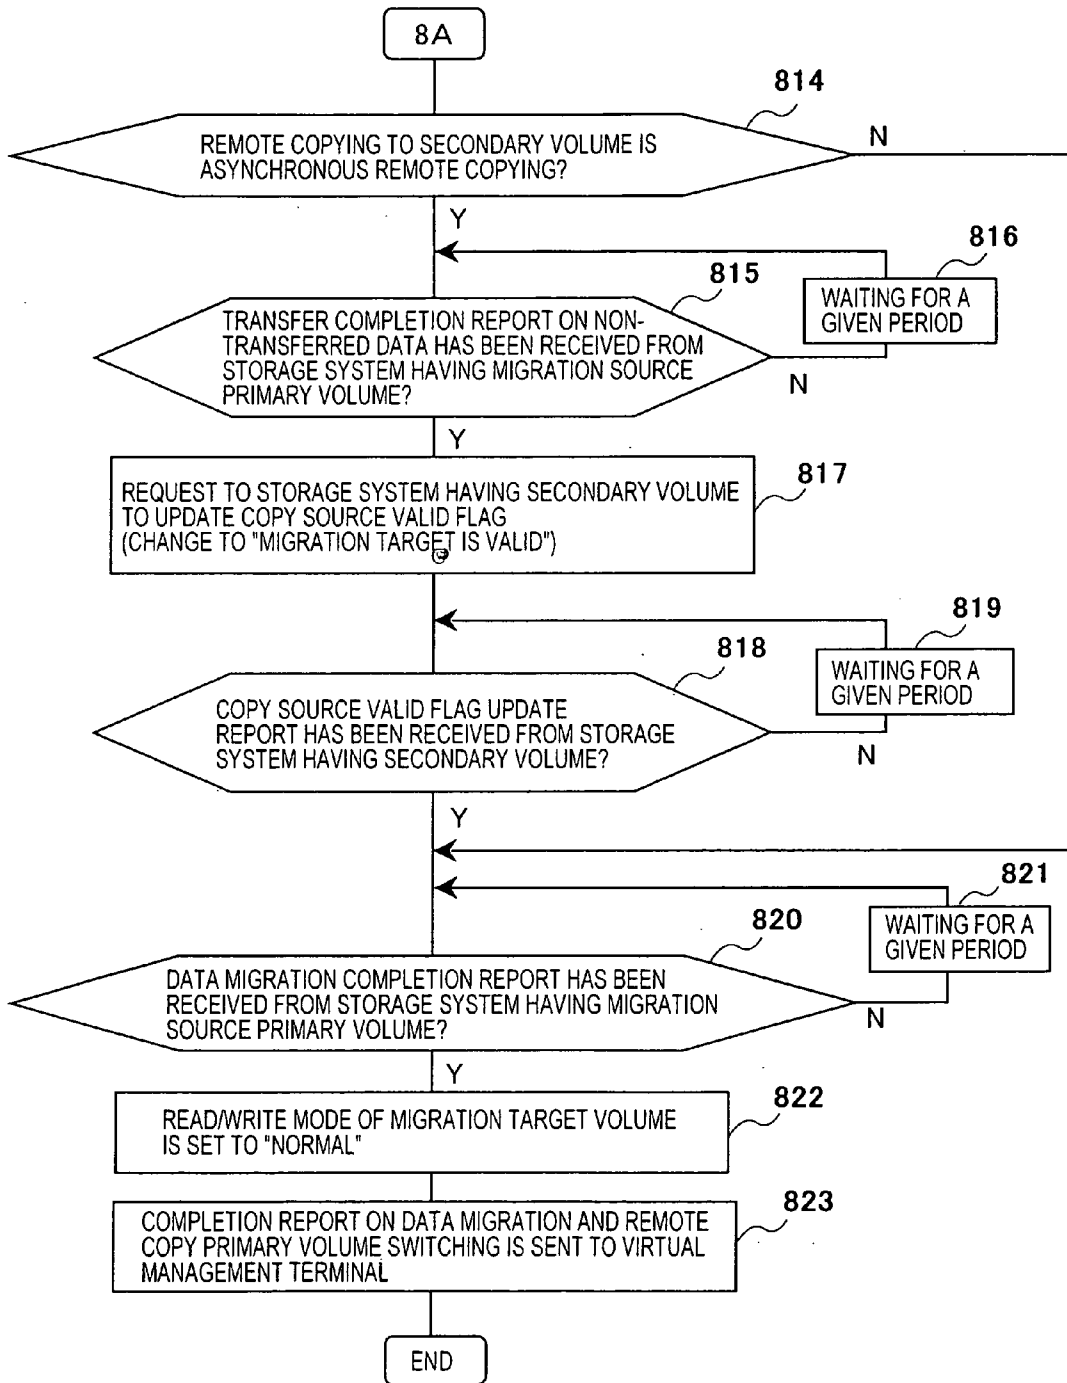 8A
814
REMOTE COPYING TO SECONDARY VOLUME IS
ASYNCHRONOUS REMOTE COPYING?
N
Y
816
WAITING FOR A
GIVEN PERIOD
815
TRANSFER COMPLETION REPORT ON NON-
TRANSFERRED DATA HAS BEEN RECEIVED FROM
STORAGE SYSTEM HAVING MIGRATION SOURCE
PRIMARY VOLUME?
N
Y
817
REQUEST TO STORAGE SYSTEM HAVING SECONDARY VOLUME
TO UPDATE COPY SOURCE VALID FLAG
(CHANGE TO "MIGRATION TARGET IS VALID")
819
WAITING FOR A
GIVEN PERIOD
818
COPY SOURCE VALID FLAG UPDATE
REPORT HAS BEEN RECEIVED FROM STORAGE
SYSTEM HAVING SECONDARY VOLUME?
N
Y
821
WAITING FOR A
GIVEN PERIOD
820
DATA MIGRATION COMPLETION REPORT HAS BEEN
RECEIVED FROM STORAGE SYSTEM HAVING MIGRATION
SOURCE PRIMARY VOLUME?
N
Y
822
READ/WRITE MODE OF MIGRATION TARGET VOLUME
IS SET TO "NORMAL"
823
COMPLETION REPORT ON DATA MIGRATION AND REMOTE
COPY PRIMARY VOLUME SWITCHING IS SENT TO VIRTUAL
MANAGEMENT TERMINAL
END